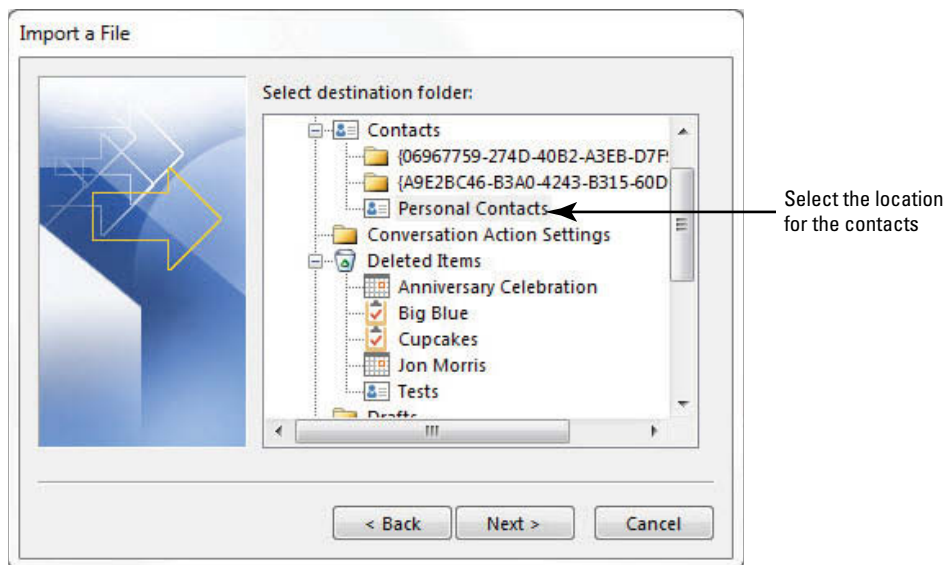 Import a File
Select destination folder:
Contacts
{06967759-274D-40B2-A3EB-D7F
{A9E2BC46-B3A0-4243-B315-60D
Personal Contacts
Select the location
for the contacts
Conversation Action Settings
Deleted Items
Anniversary Celebration
Big Blue
Cupcakes
Jon Morris
Tests
Drafts
< Back
Next >
Cancel